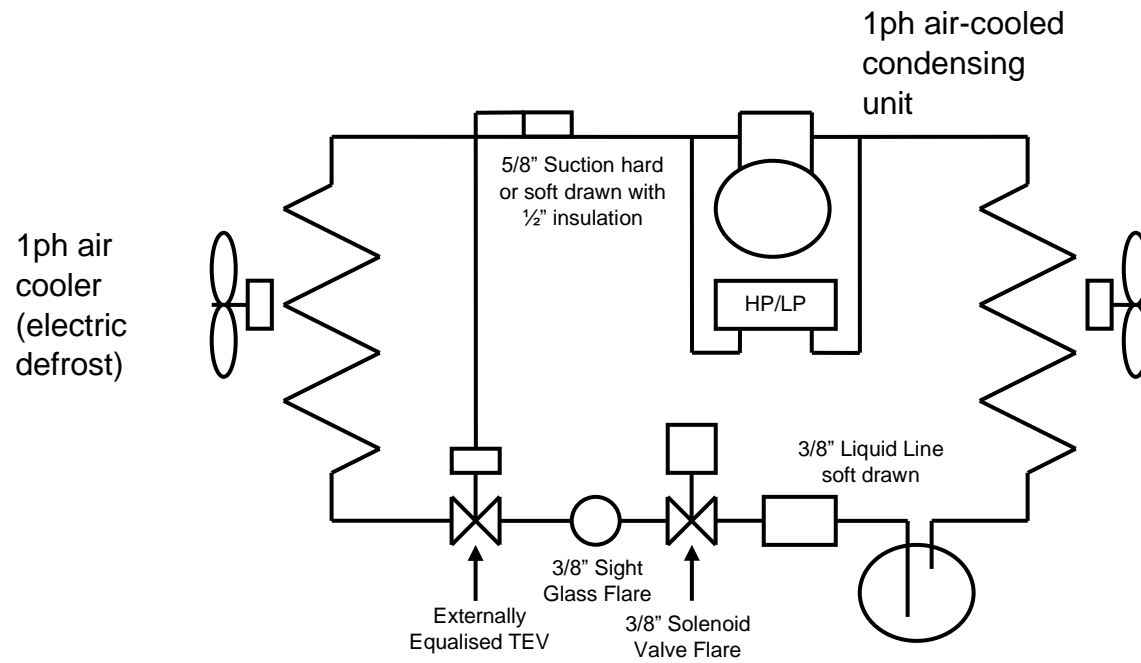 1ph air-cooled
condensing
unit
5/8” Suction hard
or soft drawn with
½” insulation
1ph air
cooler
(electric
defrost)
HP/LP
3/8” Liquid Line
soft drawn
3/8” Sight
Glass Flare
Externally
Equalised TEV
3/8” Solenoid
Valve Flare